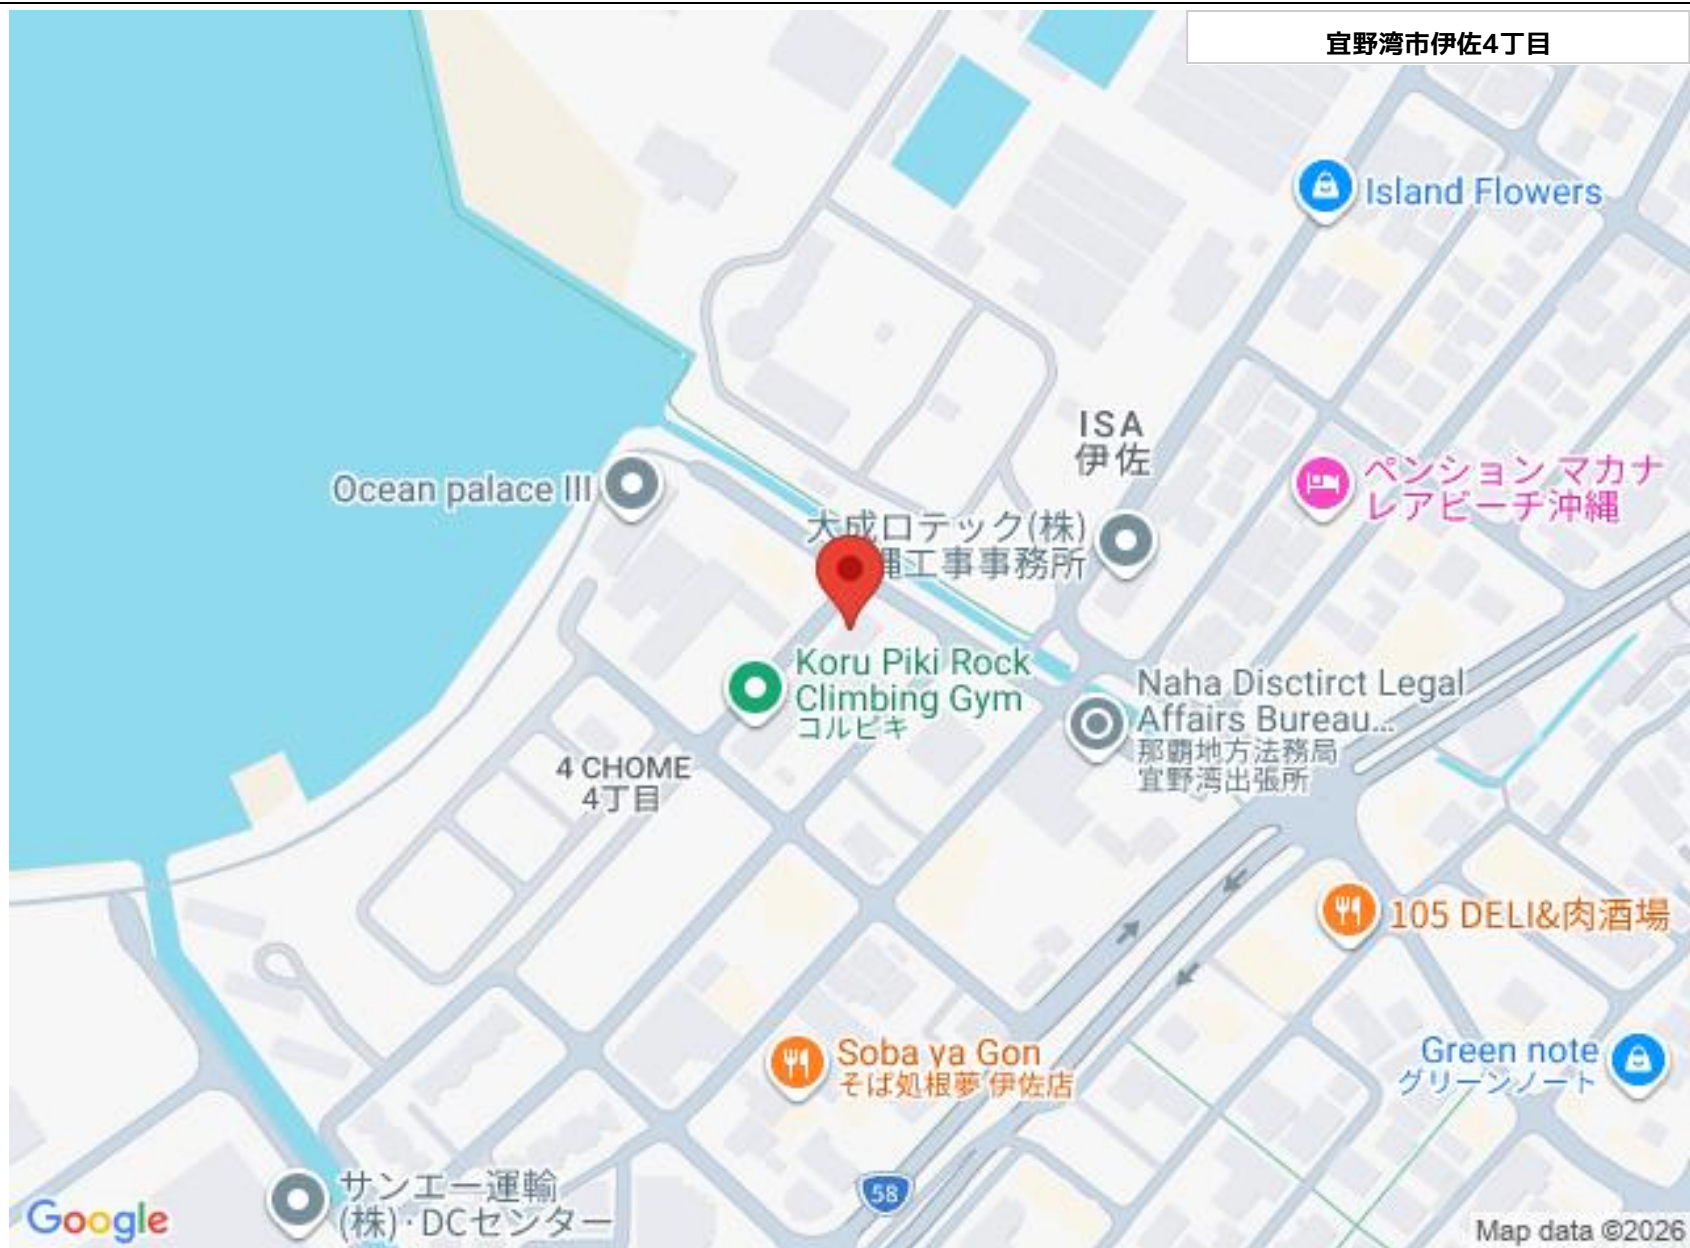 宜野湾市伊佐4丁目
Island Flowers
ISA
伊佐
ペンション マカナ
レアビーチ沖縄
Ocean palace III
大成ロテック(株)
縄工事事務所
Koru Piki Rock
Climbing Gym
コルピキ
Naha Disctirct Legal
Affairs Bureau...
那覇地方法務局
宜野湾出張所
4 CHOME
4丁目
105 DELI&肉酒場
Soba ya Gon
そば処根夢 伊佐店
Green note
グリーンノート
58
サンエー運輸
(株)・DCセンター
Google
Map data ©2026